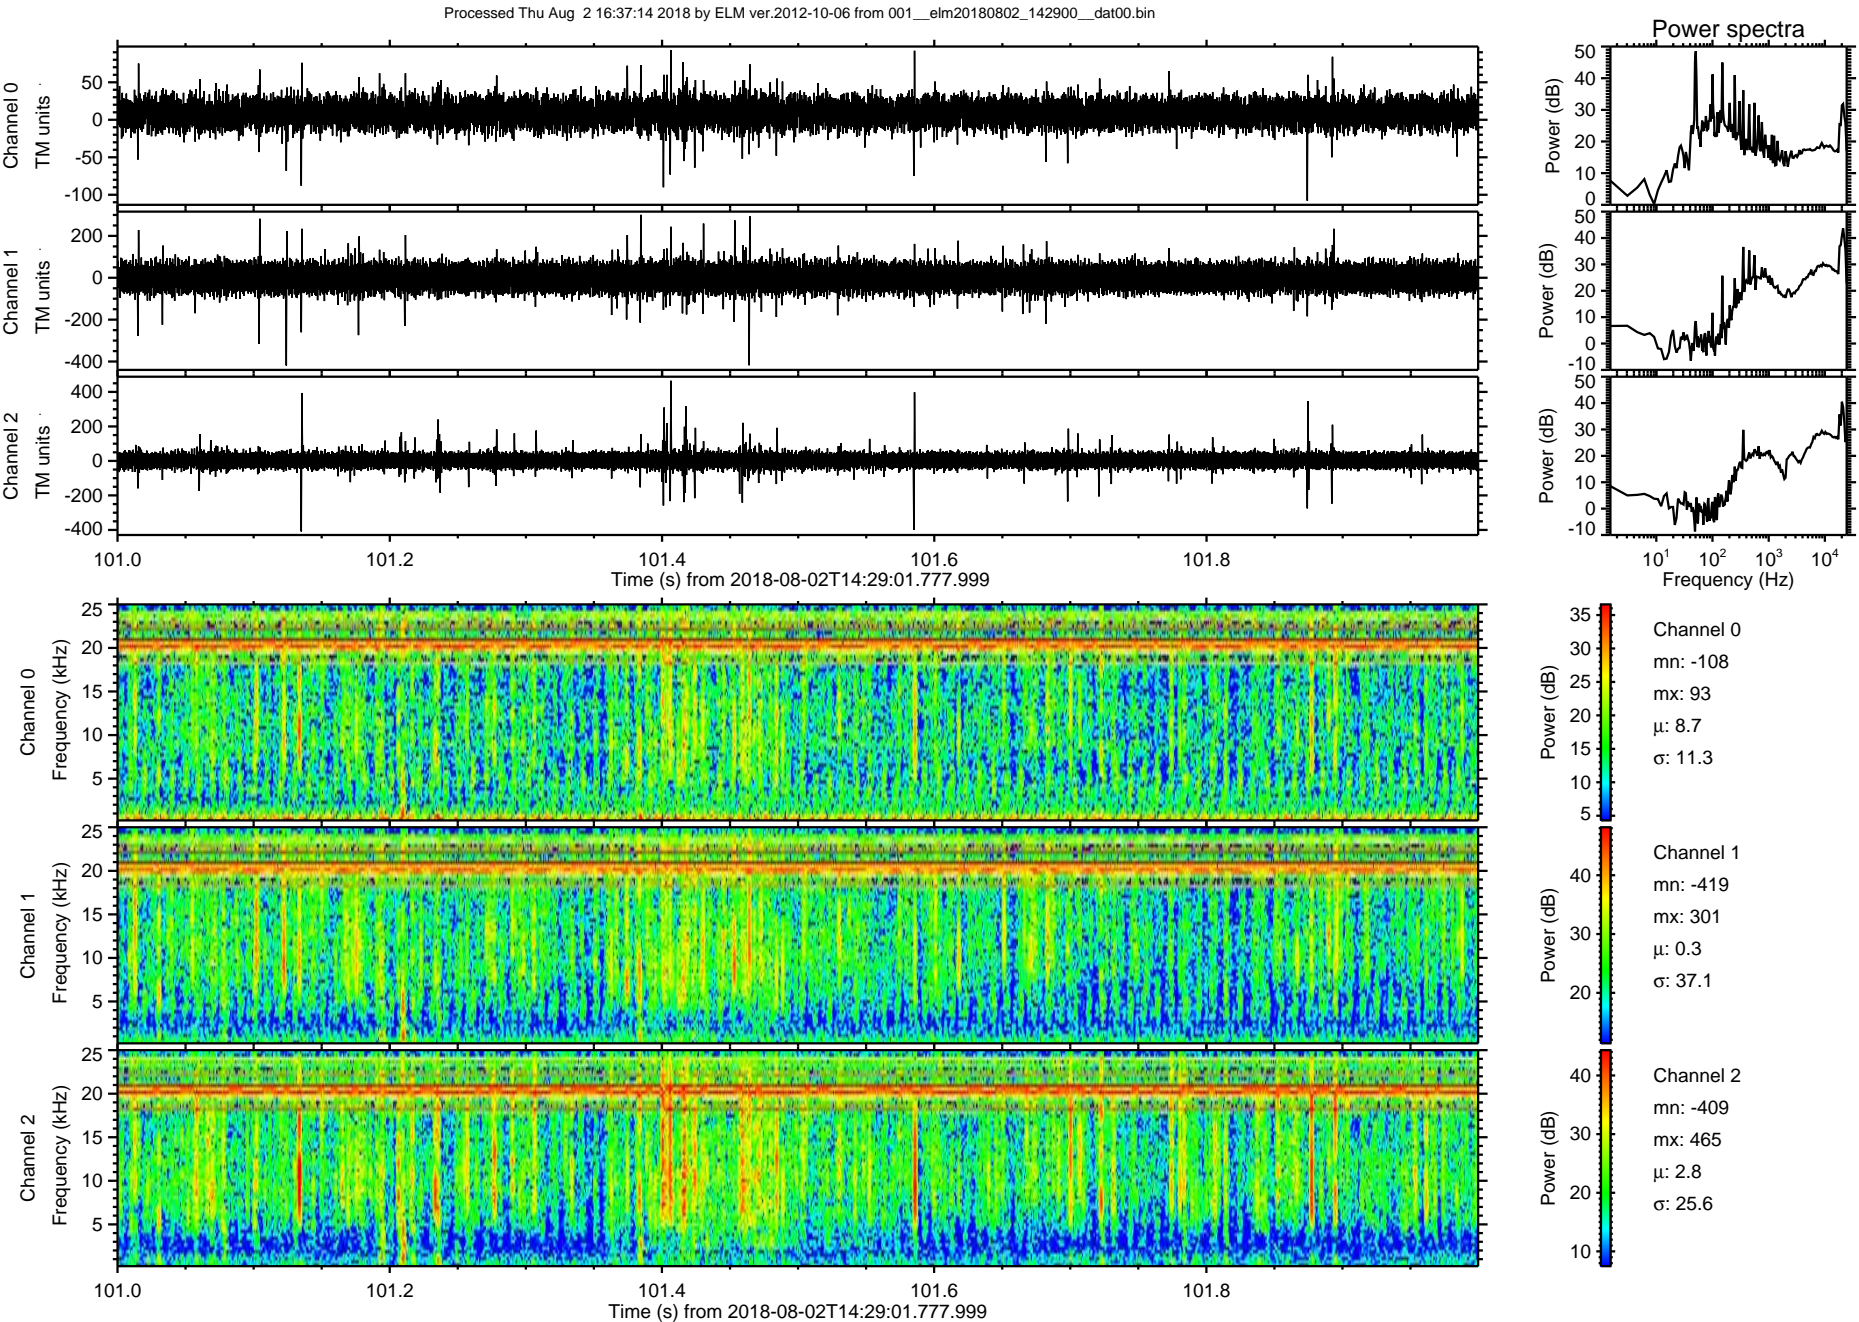 Processed Thu Aug  2 16:37:14 2018 by ELM ver.2012-10-06 from 001__elm20180802_142900__dat00.bin
Power spectra
Channel 0
TM units
50
0
-50
-100
Power (dB)
50
40
30
20
10
0
Channel 1
TM units
200
0
-200
-400
Power (dB)
50
40
30
20
10
0
-10
Channel 2
TM units
400
200
0
-200
-400
Power (dB)
50
40
30
20
10
0
-10
101.0 101.2 101.4 101.6 101.8
Time (s) from 2018-08-02T14:29:01.777.999
10^1 10^2 10^3 10^4
Frequency (Hz)
Channel 0
Frequency (kHz)
25
20
15
10
5
Power (dB)
35
30
25
20
15
10
5
Channel 0
mn: -108
mx: 93
μ: 8.7
σ: 11.3
Channel 1
Frequency (kHz)
25
20
15
10
5
Power (dB)
40
30
20
Channel 1
mn: -419
mx: 301
μ: 0.3
σ: 37.1
Channel 2
Frequency (kHz)
25
20
15
10
5
Power (dB)
40
30
20
10
Channel 2
mn: -409
mx: 465
μ: 2.8
σ: 25.6
101.0 101.2 101.4 101.6 101.8
Time (s) from 2018-08-02T14:29:01.777.999